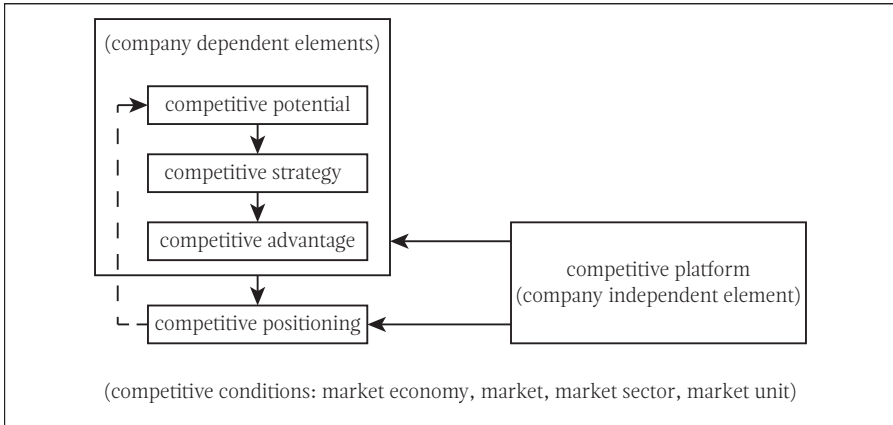 (company dependent elements)
competitive potential
competitive strategy
competitive advantage
competitive platform
(company independent element)
competitive positioning
(competitive conditions: market economy, market, market sector, market unit)